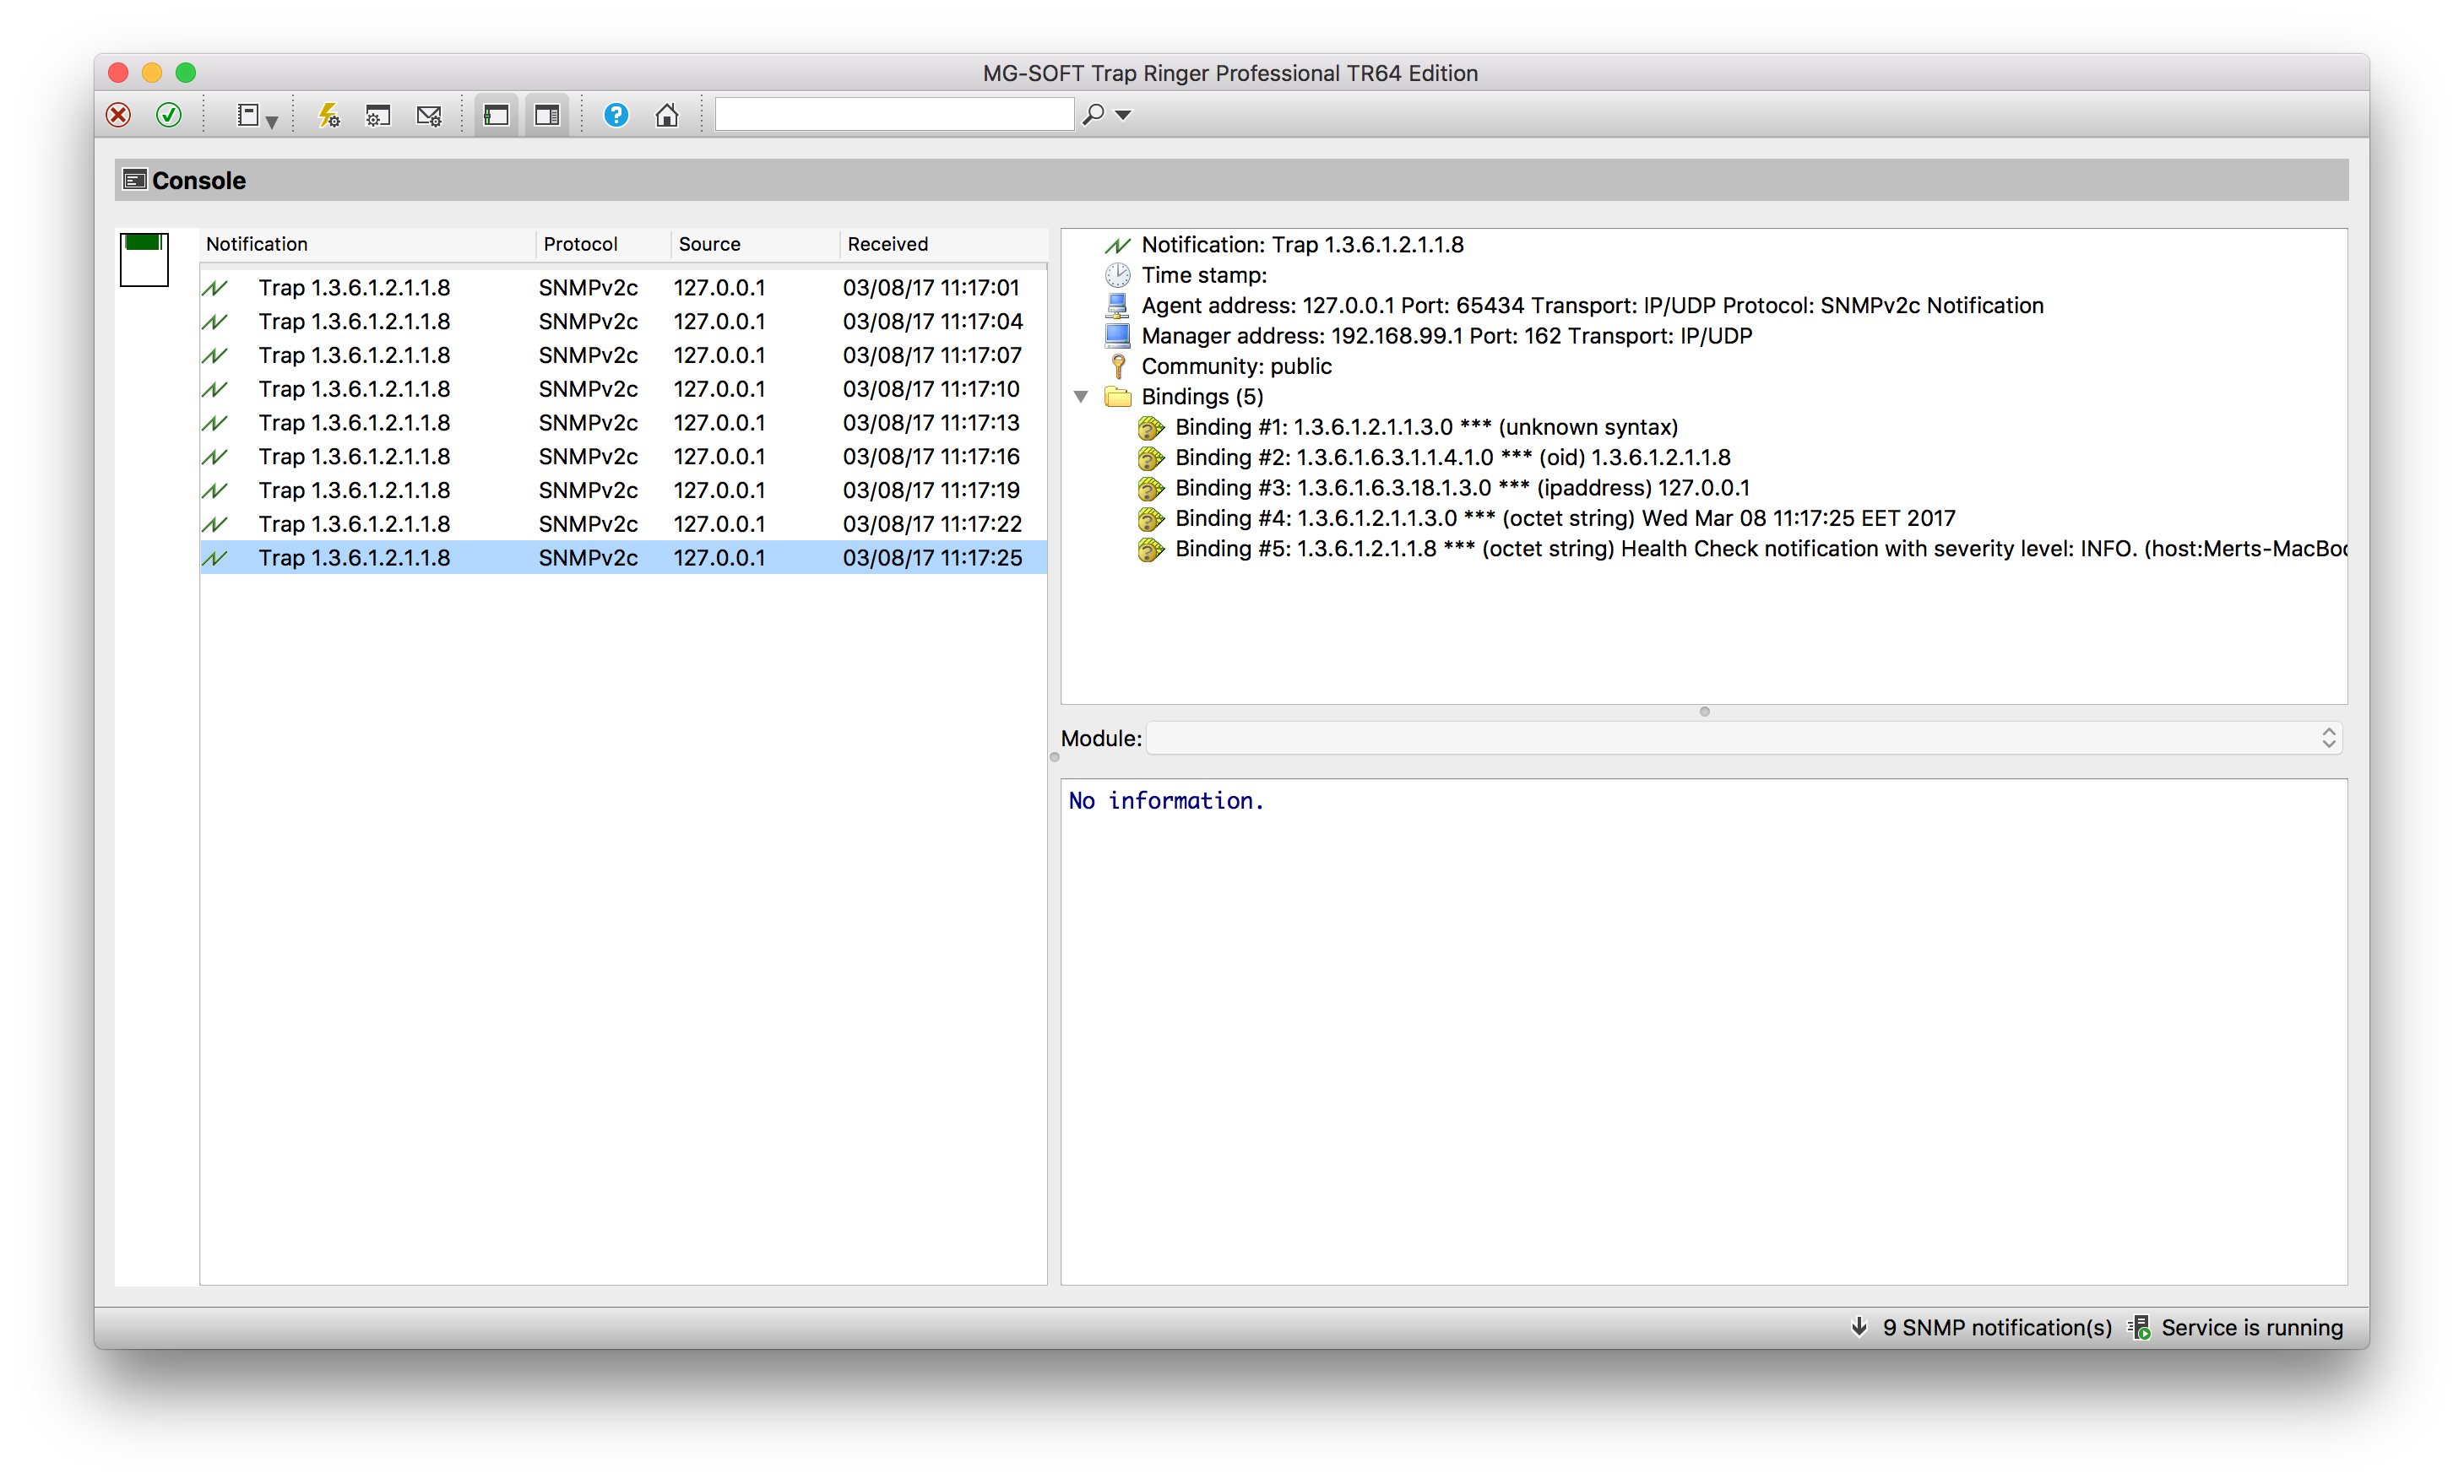 MG-SOFT Trap Ringer Professional TR64 Edition
Console
Notification Protocol Source Received
Trap 1.3.6.1.2.1.1.8 SNMPv2c 127.0.0.1 03/08/17 11:17:01
Trap 1.3.6.1.2.1.1.8 SNMPv2c 127.0.0.1 03/08/17 11:17:04
Trap 1.3.6.1.2.1.1.8 SNMPv2c 127.0.0.1 03/08/17 11:17:07
Trap 1.3.6.1.2.1.1.8 SNMPv2c 127.0.0.1 03/08/17 11:17:10
Trap 1.3.6.1.2.1.1.8 SNMPv2c 127.0.0.1 03/08/17 11:17:13
Trap 1.3.6.1.2.1.1.8 SNMPv2c 127.0.0.1 03/08/17 11:17:16
Trap 1.3.6.1.2.1.1.8 SNMPv2c 127.0.0.1 03/08/17 11:17:19
Trap 1.3.6.1.2.1.1.8 SNMPv2c 127.0.0.1 03/08/17 11:17:22
Trap 1.3.6.1.2.1.1.8 SNMPv2c 127.0.0.1 03/08/17 11:17:25
Notification: Trap 1.3.6.1.2.1.1.8
Time stamp:
Agent address: 127.0.0.1 Port: 65434 Transport: IP/UDP Protocol: SNMPv2c Notification
Manager address: 192.168.99.1 Port: 162 Transport: IP/UDP
Community: public
Bindings (5)
Binding #1: 1.3.6.1.2.1.1.3.0 *** (unknown syntax)
Binding #2: 1.3.6.1.6.3.1.1.4.1.0 *** (oid) 1.3.6.1.2.1.1.8
Binding #3: 1.3.6.1.6.3.18.1.3.0 *** (ipaddress) 127.0.0.1
Binding #4: 1.3.6.1.2.1.1.3.0 *** (octet string) Wed Mar 08 11:17:25 EET 2017
Binding #5: 1.3.6.1.2.1.1.8 *** (octet string) Health Check notification with severity level: INFO. (host:Merts-MacBo
Module:
No information.
9 SNMP notification(s) Service is running